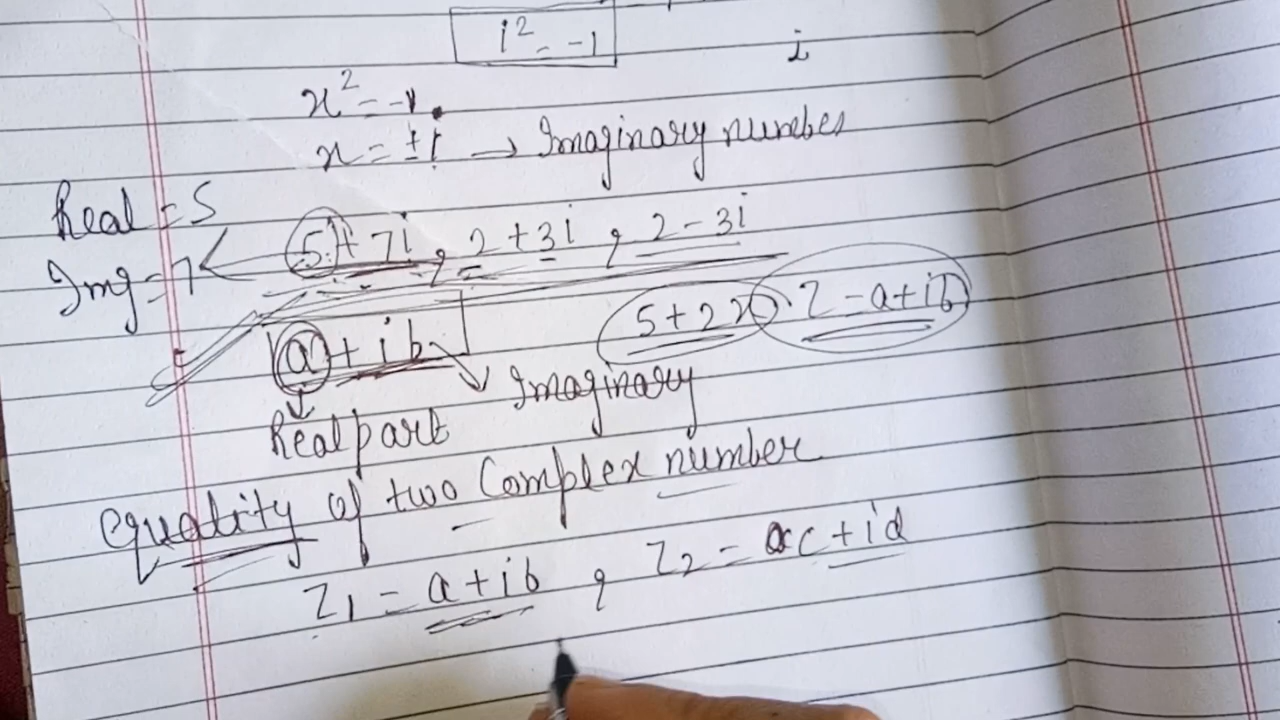 i² = -1
i
x² = -1
x = ±i → Imaginary number
Real = 5
5 + 7i, 2 + 3i, 2 - 3i
Img = 7
5 + 2x, Z = a + ib
a + ib
Imaginary
Real part
equality of two Complex number
Z₁ = a + ib, Z₂ = c + id